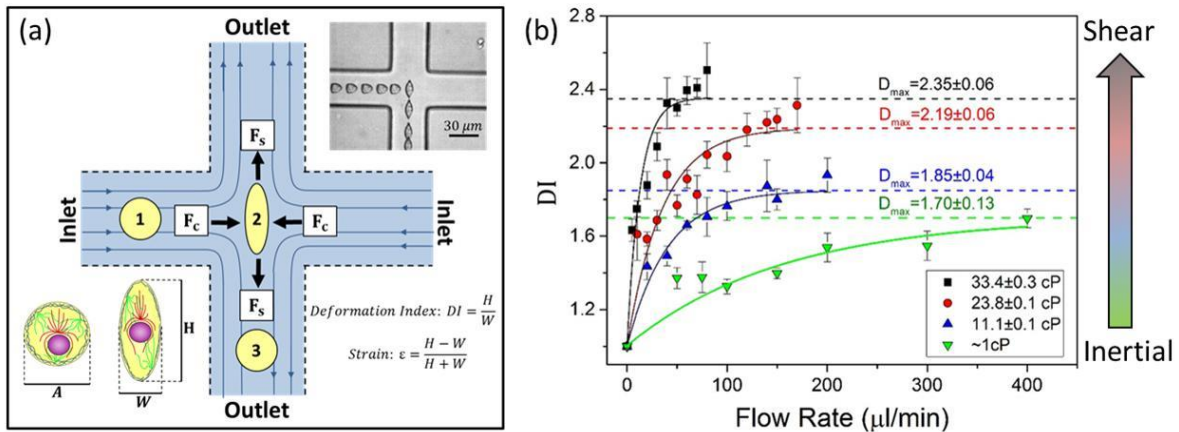 (a)
Outlet
30 μm
Inlet
1
F_c
F_s
2
F_s
F_c
3
Inlet
A
W
H
Deformation Index: DI = H/W
Strain: ε = (H − W)/(H + W)
Outlet
(b)
DI
2.8
2.4
2.0
1.6
1.2
D_max=2.35±0.06
D_max=2.19±0.06
D_max=1.85±0.04
D_max=1.70±0.13
33.4±0.3 cP
23.8±0.1 cP
11.1±0.1 cP
~1cP
0
100
200
300
400
Flow Rate (μl/min)
Shear
Inertial